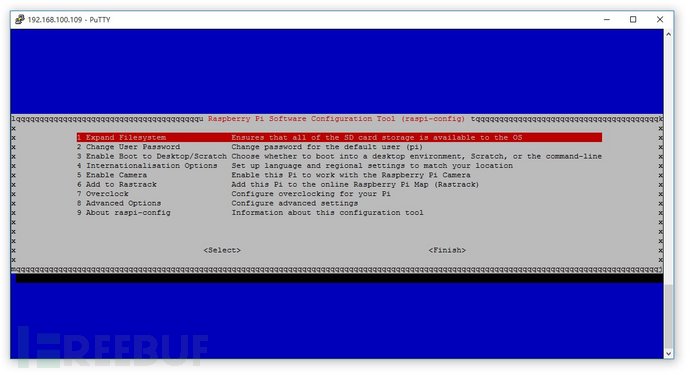 192.168.100.109 - PuTTY
lqqqqqqqqqqqqqqqqqqqqqqqqqqqqqqqqqqqqqqqqu Raspberry Pi Software Configuration Tool (raspi-config) tqqqqqqqqqqqqqqqqqqqqqqqqqqqqqqqqqqqqqqqqk
x x
x 1 Expand Filesystem Ensures that all of the SD card storage is available to the OS x
x 2 Change User Password Change password for the default user (pi) x
x 3 Enable Boot to Desktop/Scratch Choose whether to boot into a desktop environment, Scratch, or the command-line x
x 4 Internationalisation Options Set up language and regional settings to match your location x
x 5 Enable Camera Enable this Pi to work with the Raspberry Pi Camera x
x 6 Add to Rastrack Add this Pi to the online Raspberry Pi Map (Rastrack) x
x 7 Overclock Configure overclocking for your Pi x
x 8 Advanced Options Configure advanced settings x
x 9 About raspi-config Information about this configuration tool x
x x
x x
x x
x <Select> <Finish> x
x x
REEBUF